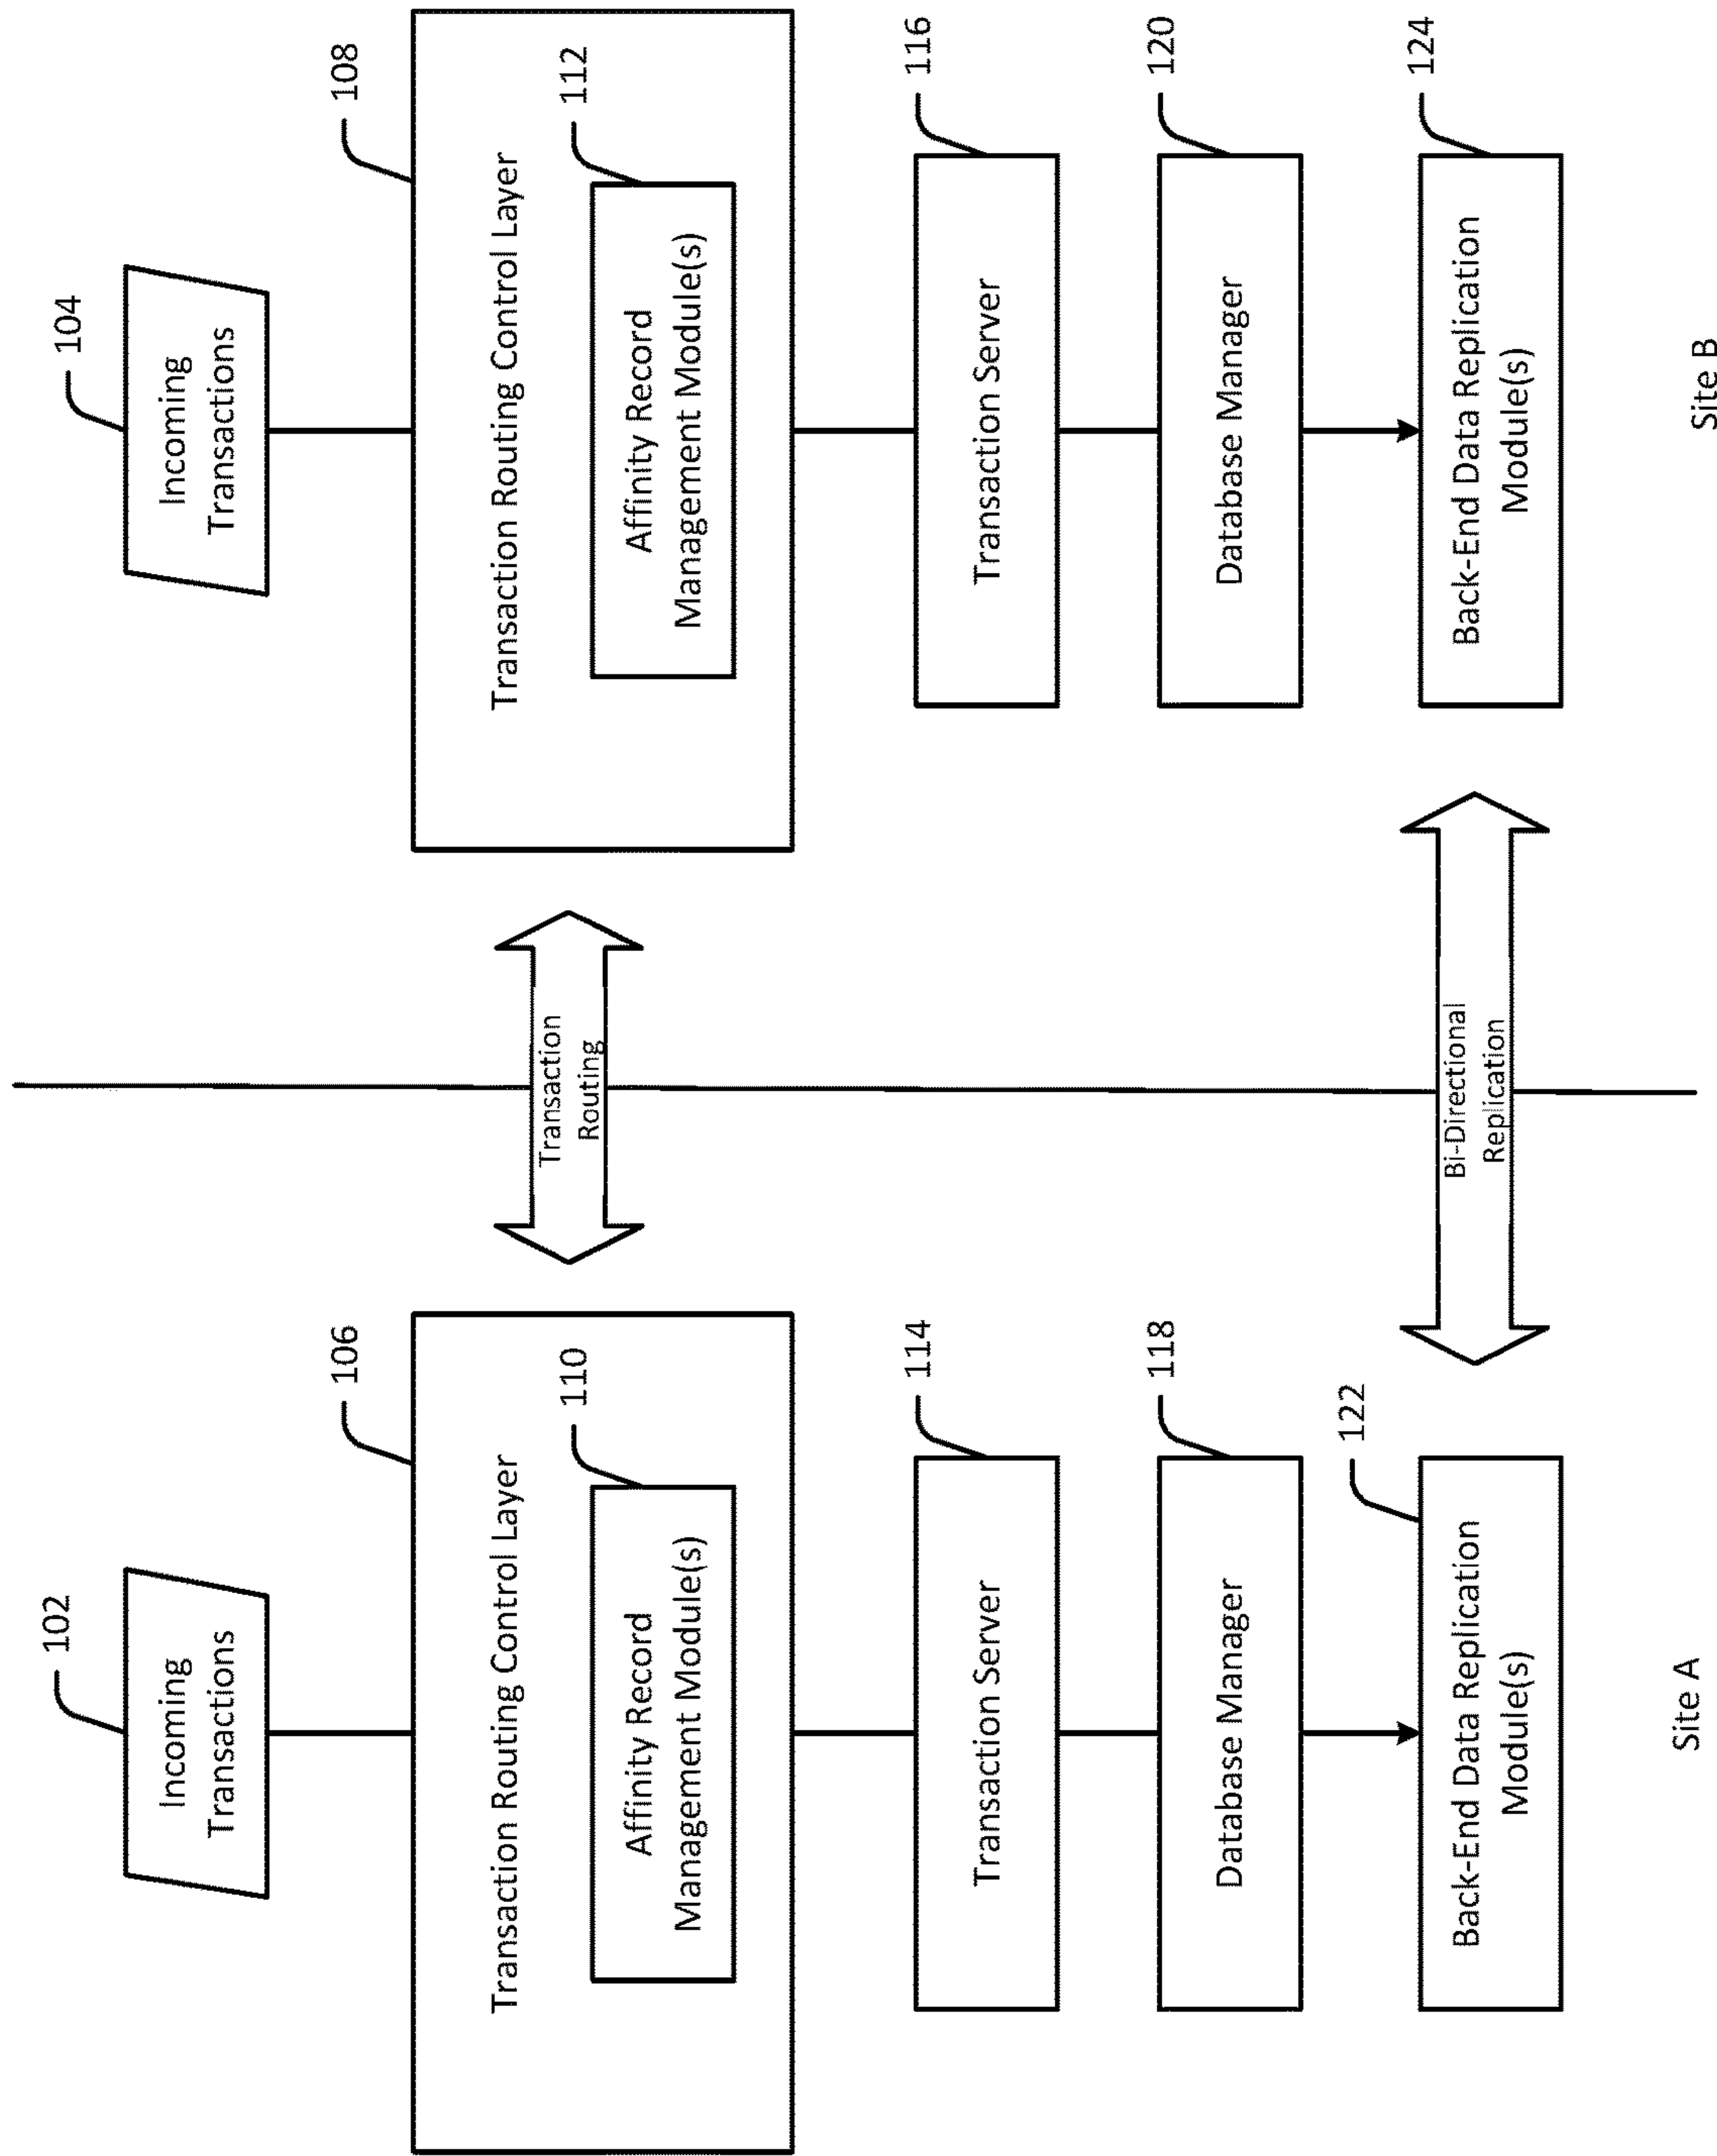 102
Incoming
Transactions
106
Transaction Routing Control Layer
110
Affinity Record
Management Module(s)
114
Transaction Server
118
Database Manager
122
Back-End Data Replication
Module(s)
Site A
Transaction
Routing
Bi-Directional
Replication
104
Incoming
Transactions
108
Transaction Routing Control Layer
112
Affinity Record
Management Module(s)
116
Transaction Server
120
Database Manager
124
Back-End Data Replication
Module(s)
Site B